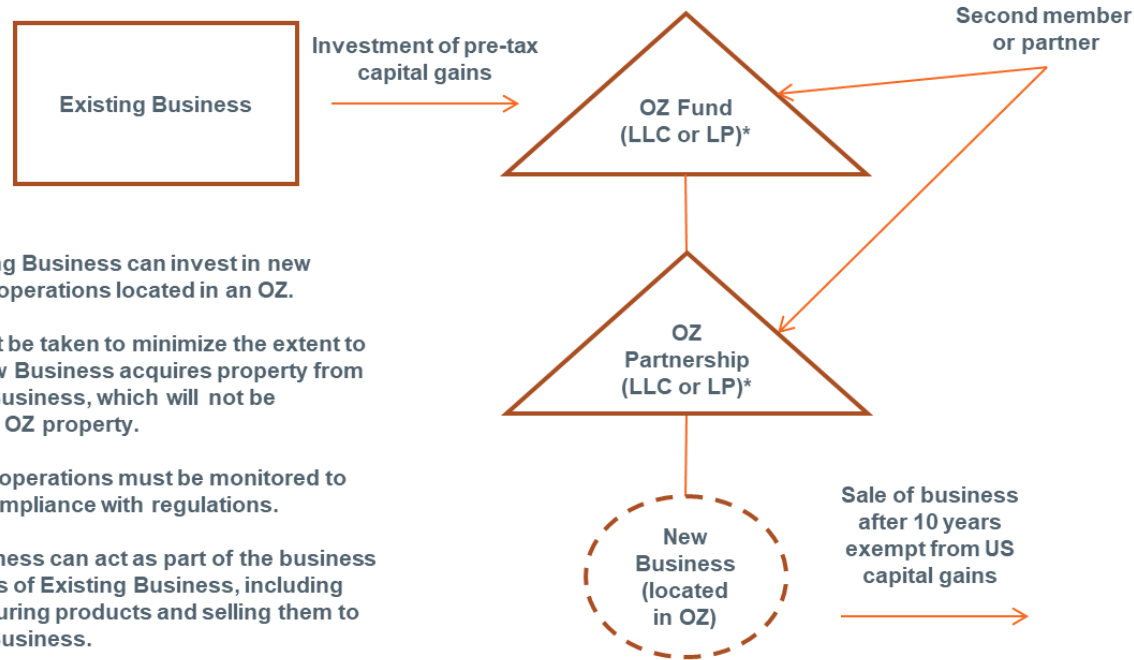 Second member
or partner
Investment of pre-tax
capital gains
Existing Business
OZ Fund
(LLC or LP)*
ng Business can invest in new
operations located in an OZ.
t be taken to minimize the extent to
w Business acquires property from
Business, which will not be
OZ property.
operations must be monitored to
mpliance with regulations.
ness can act as part of the business
s of Existing Business, including
uring products and selling them to
Business.
OZ
Partnership
(LLC or LP)*
New
Business
(located
in OZ)
Sale of business
after 10 years
exempt from US
capital gains